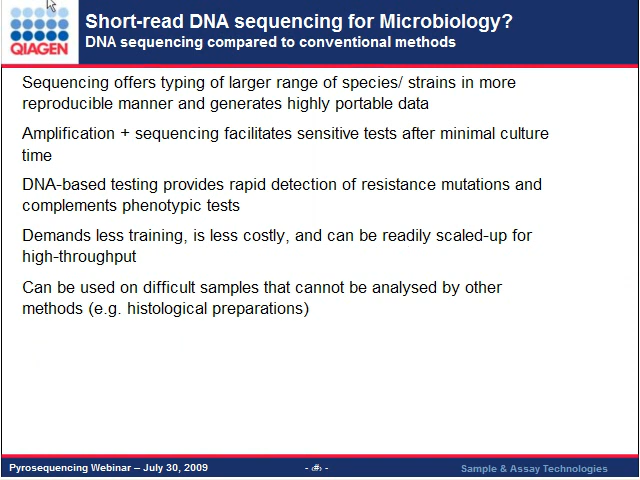 Short-read DNA sequencing for Microbiology?
DNA sequencing compared to conventional methods
QIAGEN
Sequencing offers typing of larger range of species/ strains in more
reproducible manner and generates highly portable data
Amplification + sequencing facilitates sensitive tests after minimal culture
time
DNA-based testing provides rapid detection of resistance mutations and
complements phenotypic tests
Demands less training, is less costly, and can be readily scaled-up for
high-throughput
Can be used on difficult samples that cannot be analysed by other
methods (e.g. histological preparations)
Pyrosequencing Webinar – July 30, 2009
- ‹#› -
Sample & Assay Technologies